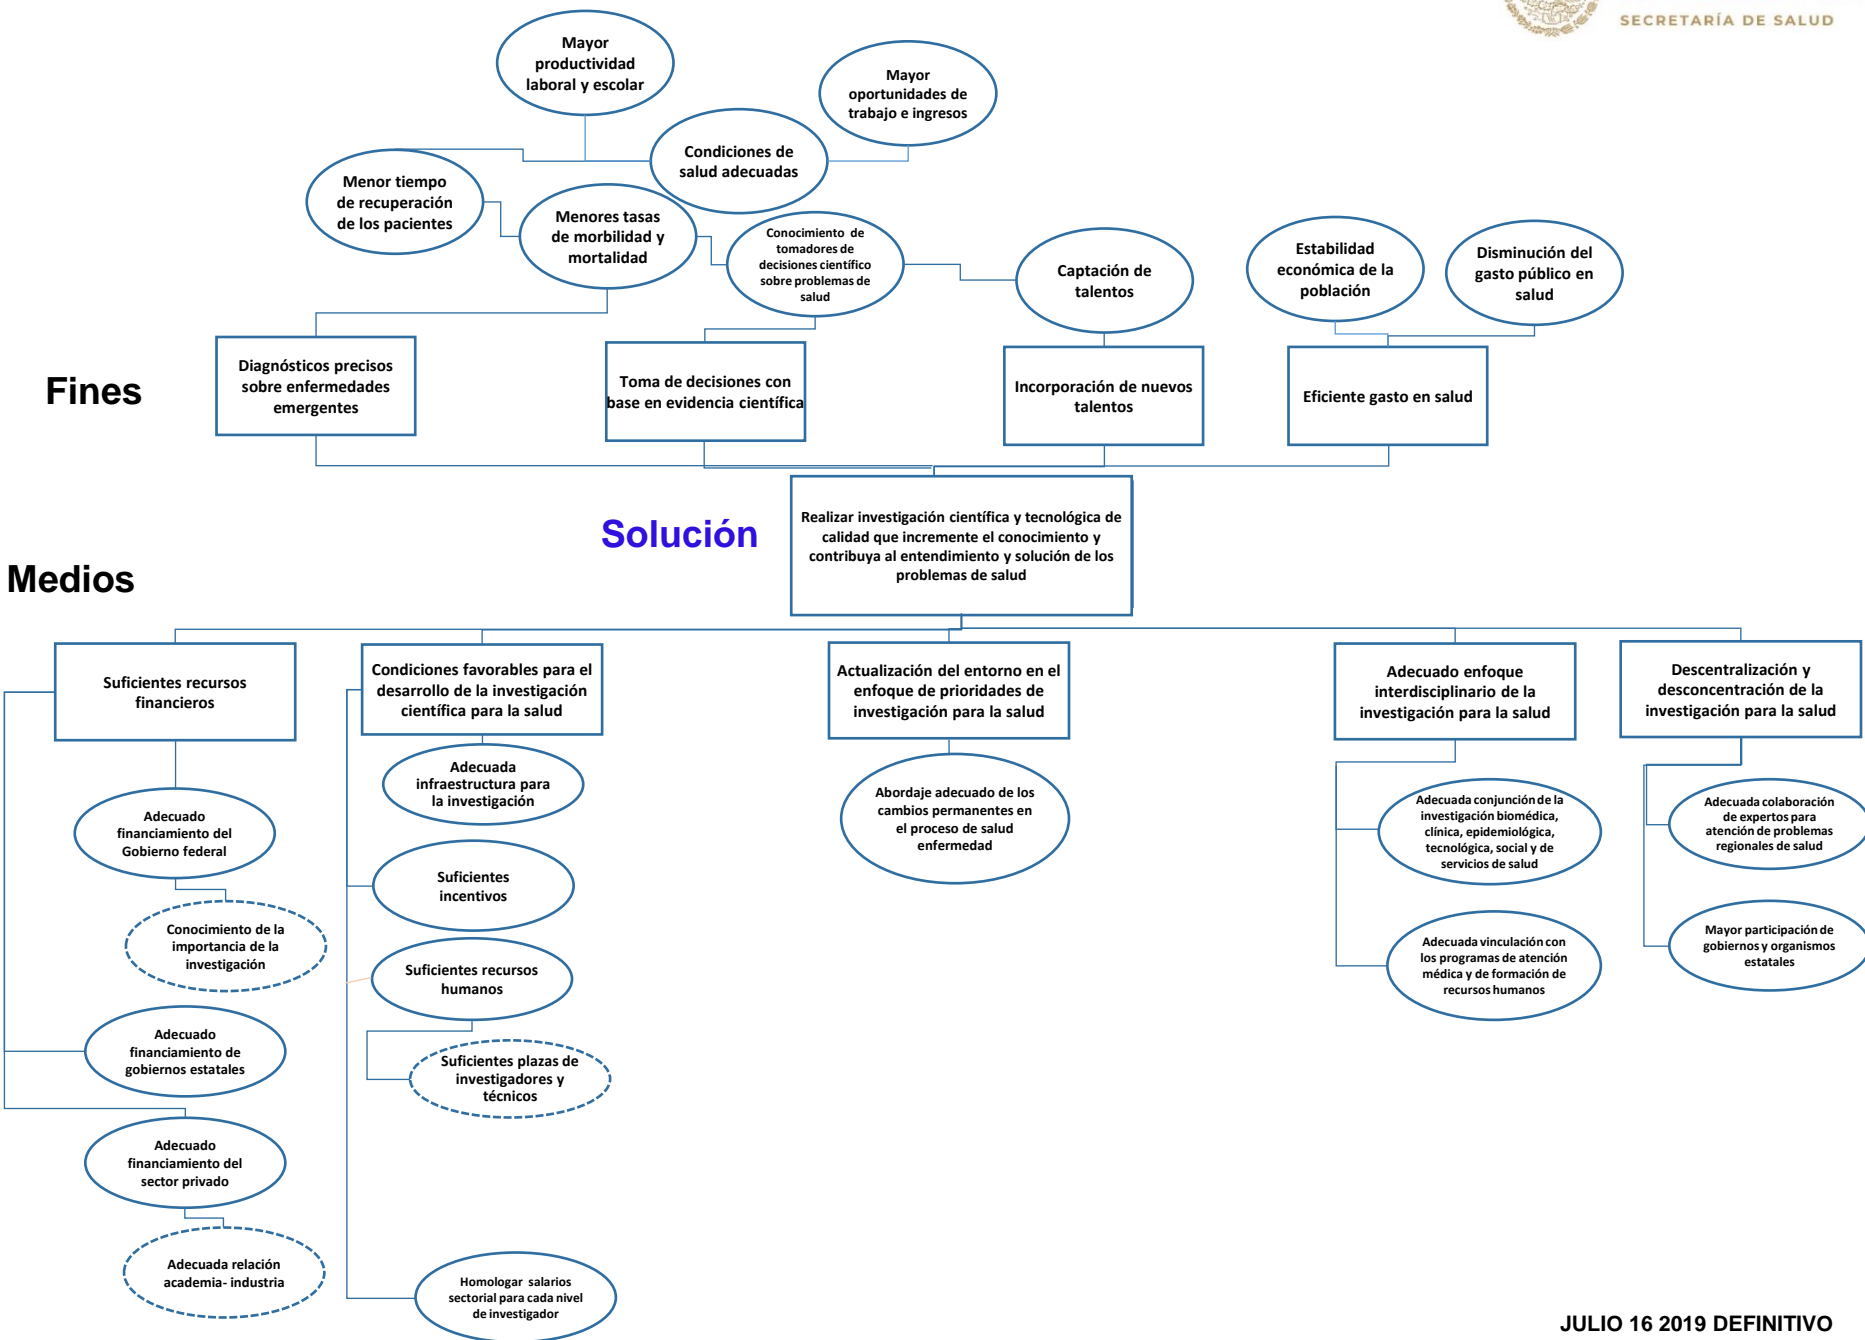 SECRETARÍA DE SALUD
Mayor
productividad
laboral y escolar
Mayor
oportunidades de
trabajo e ingresos
Condiciones de
salud adecuadas
Menor tiempo
de recuperación
de los pacientes
Menores tasas
de morbilidad y
mortalidad
Conocimiento de
tomadores de
decisiones científico
sobre problemas de
salud
Captación de
talentos
Estabilidad
económica de la
población
Disminución del
gasto público en
salud
Fines
Diagnósticos precisos
sobre enfermedades
emergentes
Toma de decisiones con
base en evidencia científica
Incorporación de nuevos
talentos
Eficiente gasto en salud
Solución
Realizar investigación científica y tecnológica de
calidad que incremente el conocimiento y
contribuya al entendimiento y solución de los
problemas de salud
Medios
Suficientes recursos
financieros
Condiciones favorables para el
desarrollo de la investigación
científica para la salud
Actualización del entorno en el
enfoque de prioridades de
investigación para la salud
Adecuado enfoque
interdisciplinario de la
investigación para la salud
Descentralización y
desconcentración de la
investigación para la salud
Adecuado
financiamiento del
Gobierno federal
Conocimiento de la
importancia de la
investigación
Adecuado
financiamiento de
gobiernos estatales
Adecuado
financiamiento del
sector privado
Adecuada relación
academia- industria
Adecuada
infraestructura para
la investigación
Suficientes
incentivos
Suficientes recursos
humanos
Suficientes plazas de
investigadores y
técnicos
Homologar salarios
sectorial para cada nivel
de investigador
Abordaje adecuado de los
cambios permanentes en
el proceso de salud
enfermedad
Adecuada conjunción de la
investigación biomédica,
clínica, epidemiológica,
tecnológica, social y de
servicios de salud
Adecuada vinculación con
los programas de atención
médica y de formación de
recursos humanos
Adecuada colaboración
de expertos para
atención de problemas
regionales de salud
Mayor participación de
gobiernos y organismos
estatales
JULIO 16 2019 DEFINITIVO